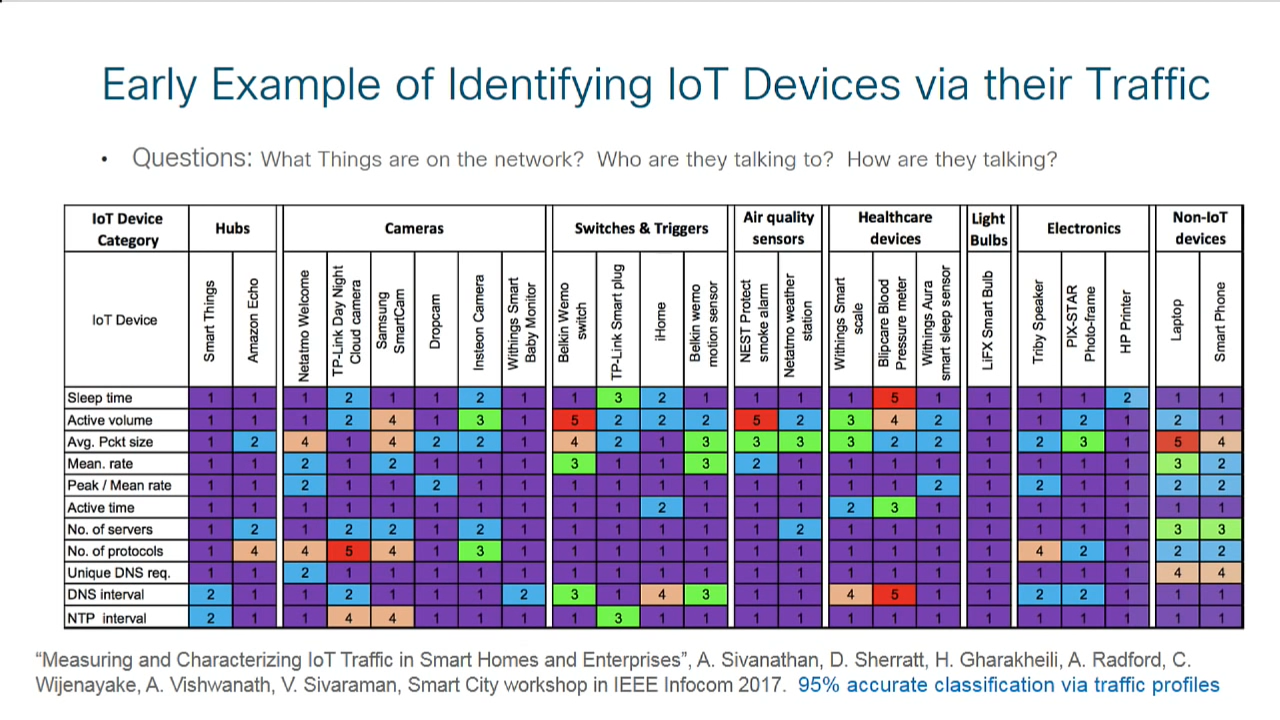 Early Example of Identifying IoT Devices via their Traffic
• Questions: What Things are on the network? Who are they talking to? How are they talking?
IoT Device Category Hubs Cameras Switches & Triggers Air quality sensors Healthcare devices Light Bulbs Electronics Non-IoT devices
IoT Device Smart Things Amazon Echo Netatmo Welcome TP-Link Day Night Cloud camera Samsung SmartCam Dropcam Insteon Camera Withings Smart Baby Monitor Belkin Wemo switch TP-Link Smart plug iHome Belkin wemo motion sensor NEST Protect smoke alarm Netatmo weather station Withings Smart scale Blipcare Blood Pressure meter Withings Aura smart sleep sensor LiFX Smart Bulb Triby Speaker PIX-STAR Photo-frame HP Printer Laptop Smart Phone
Sleep time 1 1 1 2 1 1 2 1 1 3 2 1 1 1 1 5 1 1 1 1 2 1 1
Active volume 1 1 1 2 4 1 3 1 5 2 2 2 5 2 3 4 2 1 1 2 1 2 1
Avg. Pckt size 1 2 4 1 4 2 2 1 4 2 1 3 3 3 3 2 2 1 2 3 1 5 4
Mean. rate 1 1 2 1 2 1 1 1 3 1 1 3 2 1 1 1 1 1 1 1 1 3 2
Peak / Mean rate 1 1 2 1 1 2 1 1 1 1 1 1 1 1 1 1 2 1 2 1 1 2 2
Active time 1 1 1 1 1 1 1 1 1 1 2 1 1 1 2 3 1 1 1 1 1 1 1
No. of servers 1 2 1 2 2 1 2 1 1 1 1 1 1 2 1 1 1 1 1 1 1 3 3
No. of protocols 1 4 4 5 4 1 3 1 1 1 1 1 1 1 1 1 1 1 4 2 1 2 2
Unique DNS req. 1 1 2 1 1 1 1 1 1 1 1 1 1 1 1 1 1 1 1 1 1 4 4
DNS interval 2 1 1 2 1 1 1 2 3 1 4 3 1 1 4 5 1 1 2 2 1 1 1
NTP interval 2 1 1 4 4 1 1 1 1 3 1 1 1 1 1 1 1 1 1 1 1 1 1
“Measuring and Characterizing IoT Traffic in Smart Homes and Enterprises”, A. Sivanathan, D. Sherratt, H. Gharakheili, A. Radford, C.
Wijenayake, A. Vishwanath, V. Sivaraman, Smart City workshop in IEEE Infocom 2017. 95% accurate classification via traffic profiles